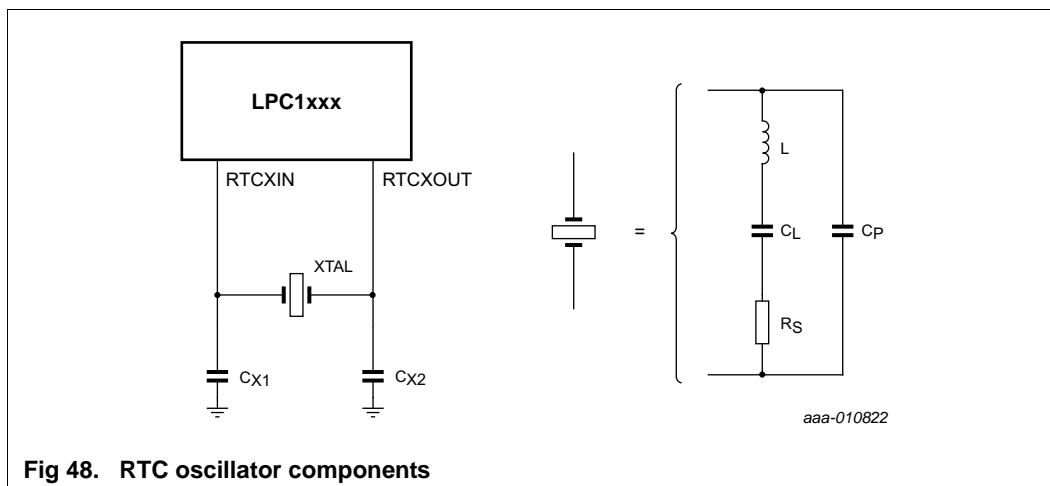 LPC1xxx
RTCXIN
RTCXOUT
XTAL
CX1
CX2
=
L
CL
CP
RS
aaa-010822
Fig 48. RTC oscillator components